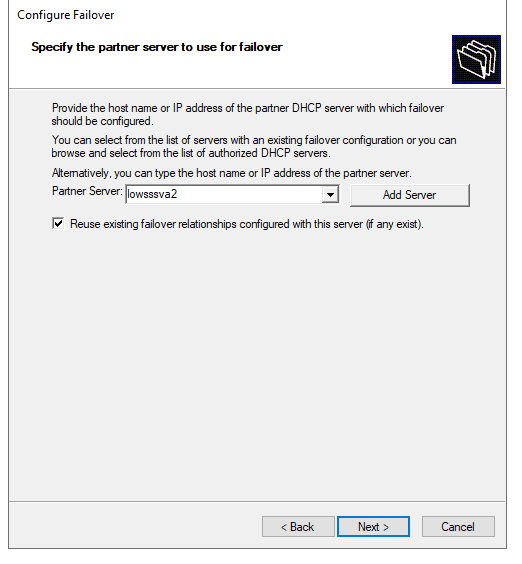 Configure Failover
Specify the partner server to use for failover
Provide the host name or IP address of the partner DHCP server with which failover
should be configured.
You can select from the list of servers with an existing failover configuration or you can
browse and select from the list of authorized DHCP servers.
Alternatively, you can type the host name or IP address of the partner server.
Partner Server: lowsssva2 Add Server
Reuse existing failover relationships configured with this server (if any exist).
< Back Next > Cancel